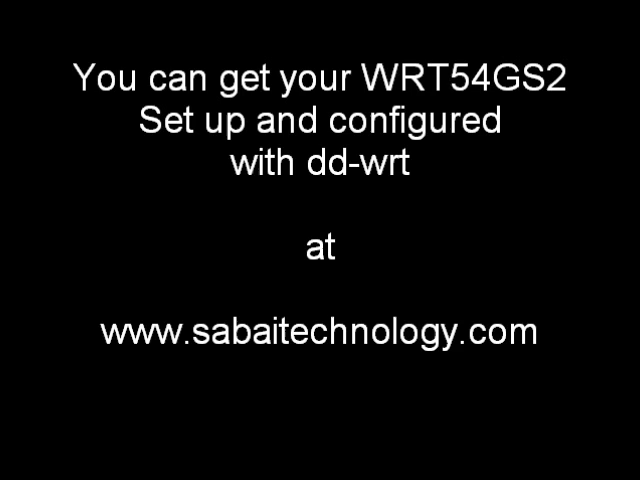 You can get your WRT54GS2
Set up and configured
with dd-wrt
at
www.sabaitechnology.com